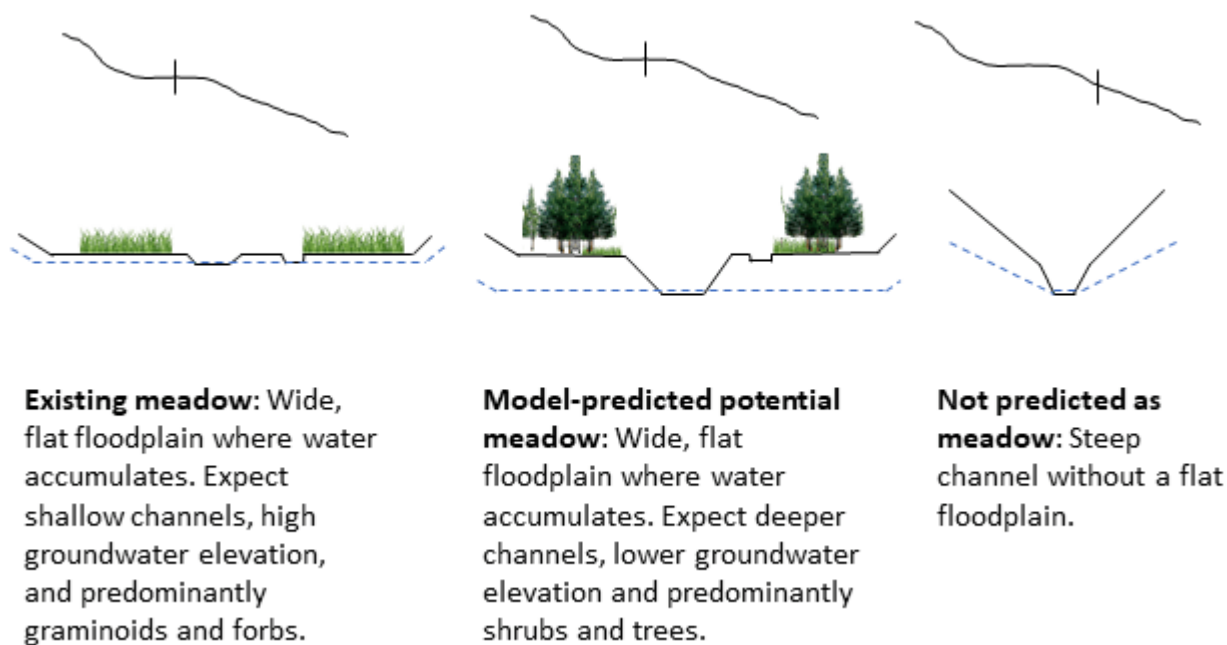 Existing meadow: Wide,
flat floodplain where water
accumulates. Expect
shallow channels, high
groundwater elevation,
and predominantly
graminoids and forbs.
Model-predicted potential
meadow: Wide, flat
floodplain where water
accumulates. Expect deeper
channels, lower groundwater
elevation and predominantly
shrubs and trees.
Not predicted as
meadow: Steep
channel without a flat
floodplain.